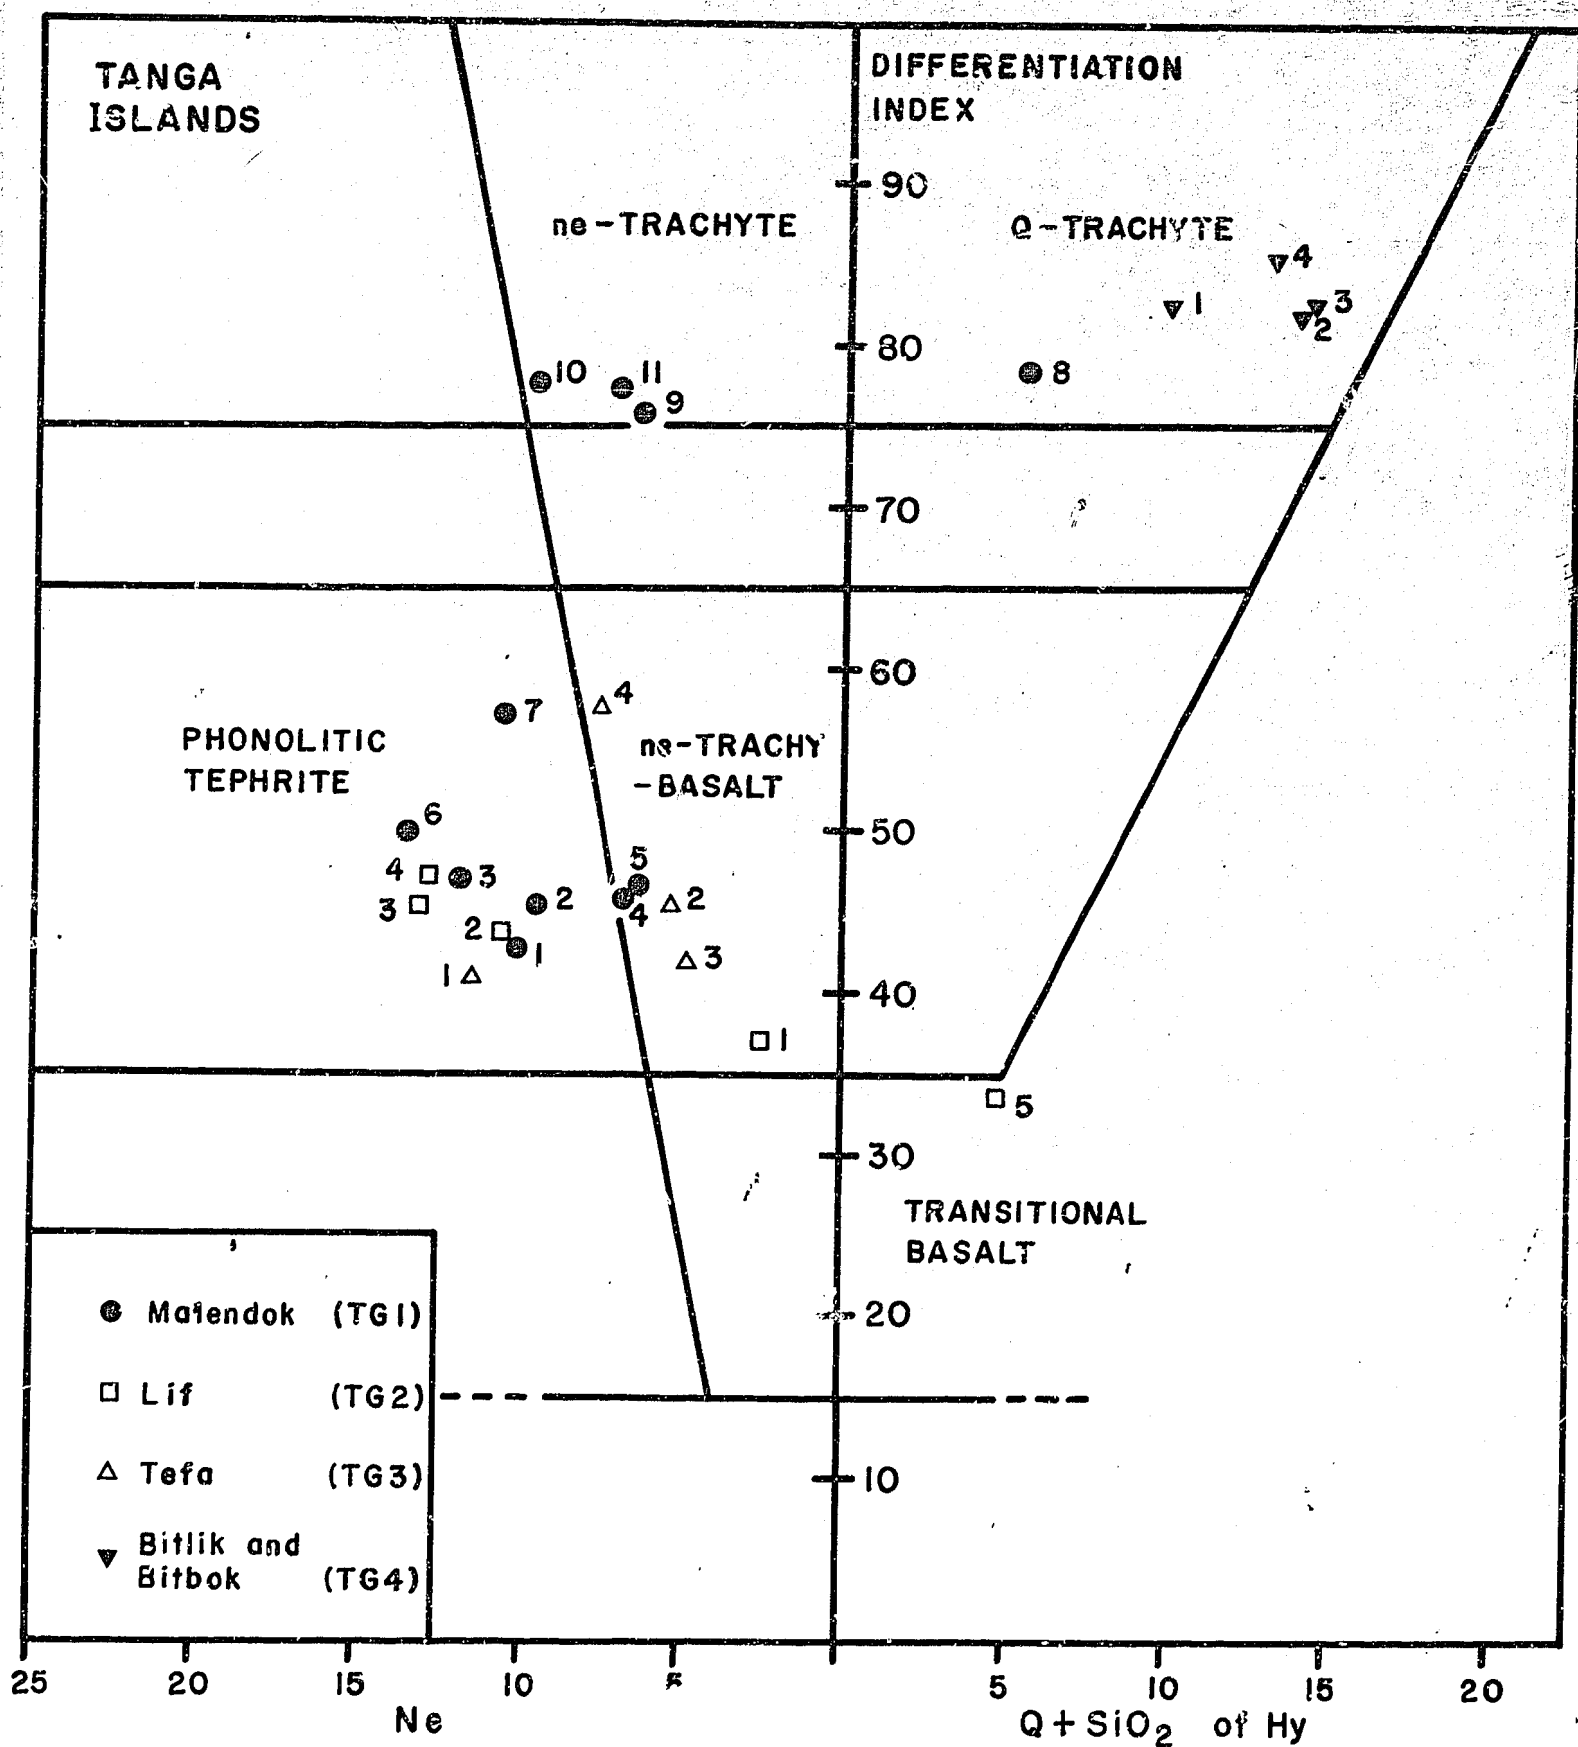 TANGA
ISLANDS
DIFFERENTIATION
INDEX
90
ne-TRACHYTE
Q-TRACHYTE
4
3
1
2
80
10
11
9
8
70
60
4
7
PHONOLITIC
TEPHRITE
ne-TRACHY
-BASALT
6
50
5
4
3
3
2
4
2
2
1
3
1
40
1
5
30
TRANSITIONAL
BASALT
Malendok (TG1)
20
Lif (TG2)
Tefa (TG3)
10
Bitlik and
Bitbok (TG4)
25 20 15 10 5 5 10 15 20
Ne Q+SiO₂ of Hy